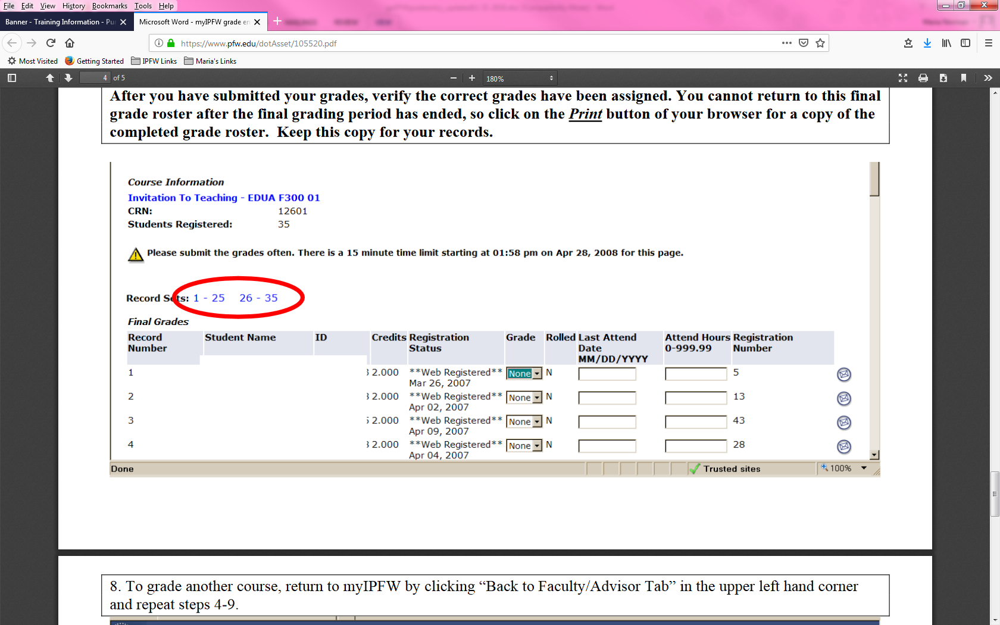 File Edit View History Bookmarks Tools Help
Banner - Training Information - Pu
Microsoft Word - myIPFW grade en
https://www.pfw.edu/dotAsset/105520.pdf
Most Visited Getting Started IPFW Links Maria's Links
4 of 5
180%
After you have submitted your grades, verify the correct grades have been assigned. You cannot return to this final
grade roster after the final grading period has ended, so click on the Print button of your browser for a copy of the
completed grade roster. Keep this copy for your records.
Course Information
Invitation To Teaching - EDUA F300 01
CRN: 12601
Students Registered: 35
Please submit the grades often. There is a 15 minute time limit starting at 01:58 pm on Apr 28, 2008 for this page.
Record Sets: 1 - 25 26 - 35
Final Grades
Record Student Name ID Credits Registration Grade Rolled Last Attend Attend Hours Registration
Number Status Date 0-999.99 Number
MM/DD/YYYY
1 2.000 **Web Registered** None N 5
Mar 26, 2007
2 2.000 **Web Registered** None N 13
Apr 02, 2007
3 2.000 **Web Registered** None N 43
Apr 09, 2007
4 2.000 **Web Registered** None N 28
Apr 04, 2007
Done Trusted sites 100%
8. To grade another course, return to myIPFW by clicking “Back to Faculty/Advisor Tab” in the upper left hand corner
and repeat steps 4-9.